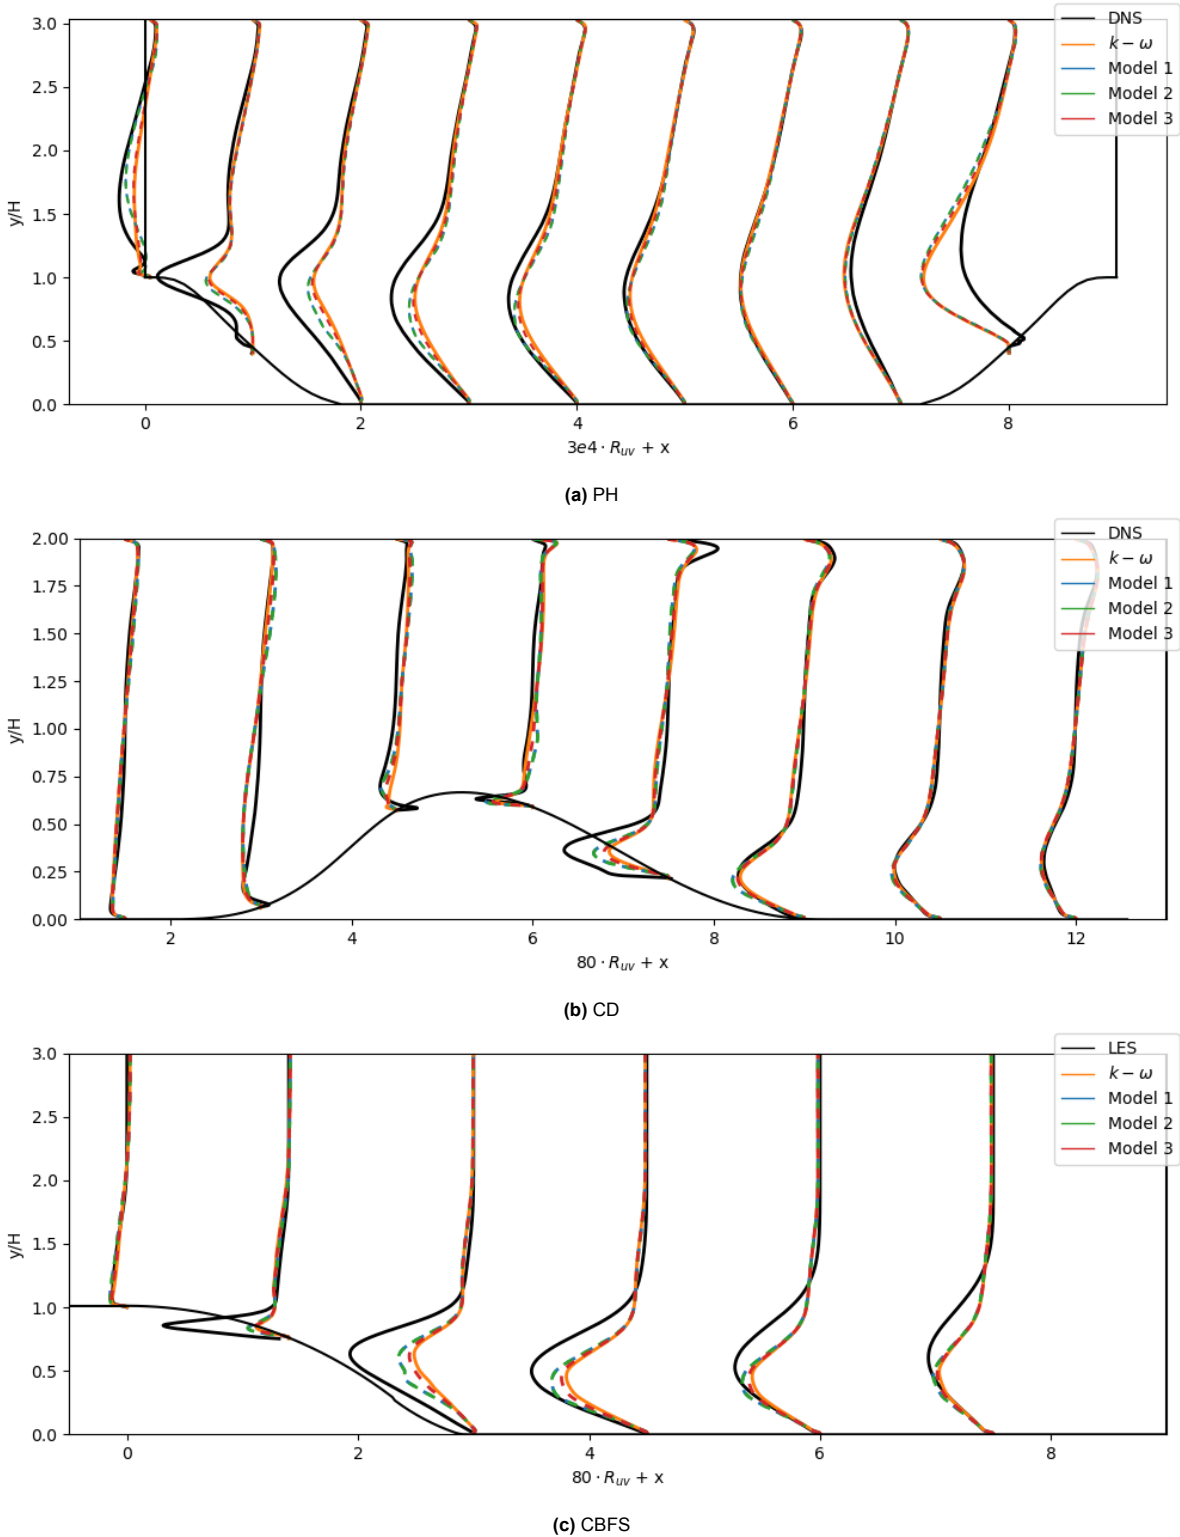 3.0
2.5
2.0
1.5
1.0
0.5
0.0
y/H
0 2 4 6 8
3e4 · R_uv + x
DNS
k − ω
Model 1
Model 2
Model 3
(a) PH
2.00
1.75
1.50
1.25
1.00
0.75
0.50
0.25
0.00
y/H
2 4 6 8 10 12
80 · R_uv + x
DNS
k − ω
Model 1
Model 2
Model 3
(b) CD
3.0
2.5
2.0
1.5
1.0
0.5
0.0
y/H
0 2 4 6 8
80 · R_uv + x
LES
k − ω
Model 1
Model 2
Model 3
(c) CBFS